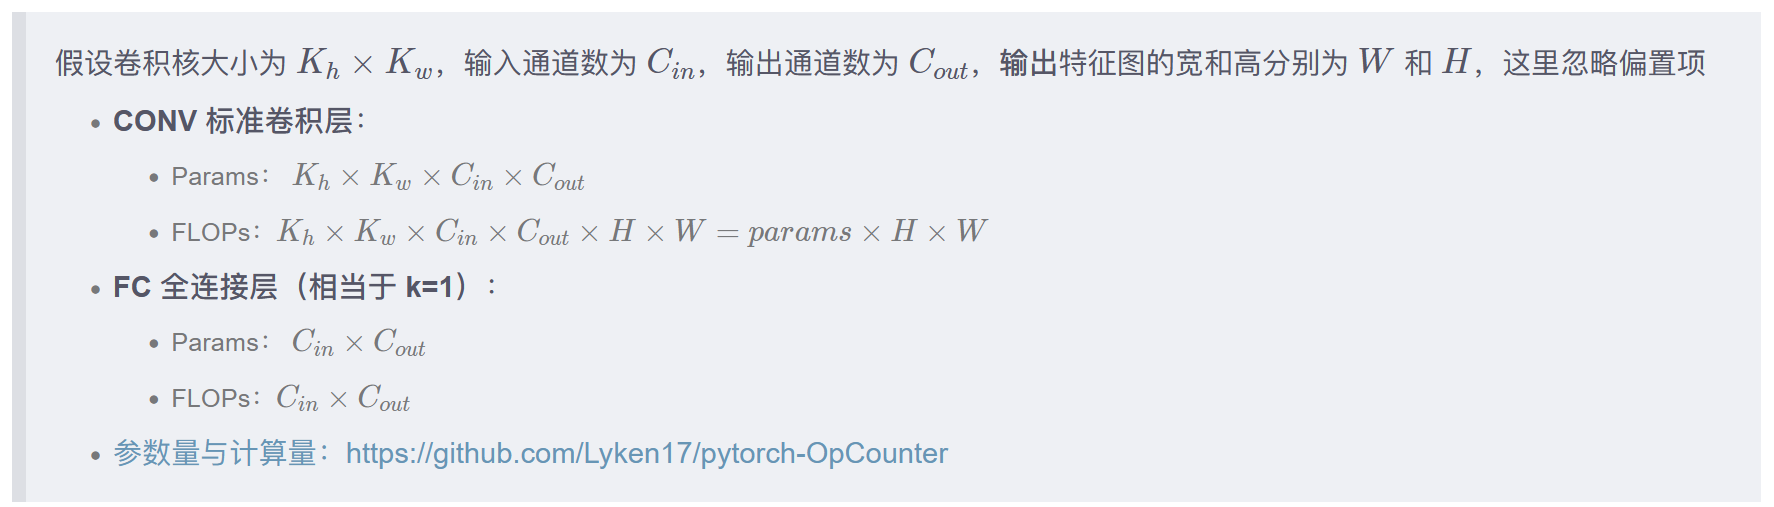 假设卷积核大小为 $K_h \times K_w$，输入通道数为 $C_{in}$，输出通道数为 $C_{out}$，输出特征图的宽和高分别为 $W$ 和 $H$，这里忽略偏置项
• CONV 标准卷积层：
• Params： $K_h \times K_w \times C_{in} \times C_{out}$
• FLOPs：$K_h \times K_w \times C_{in} \times C_{out} \times H \times W = params \times H \times W$
• FC 全连接层（相当于 k=1）：
• Params： $C_{in} \times C_{out}$
• FLOPs：$C_{in} \times C_{out}$
• 参数量与计算量：https://github.com/Lyken17/pytorch-OpCounter